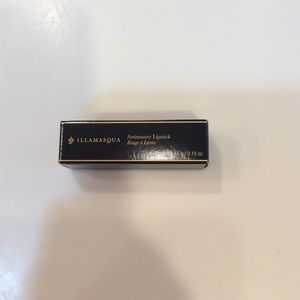 ILLAMASQUA
Antimatter Lipstick
Rouge à Lèvres
/ 0.15 oz.